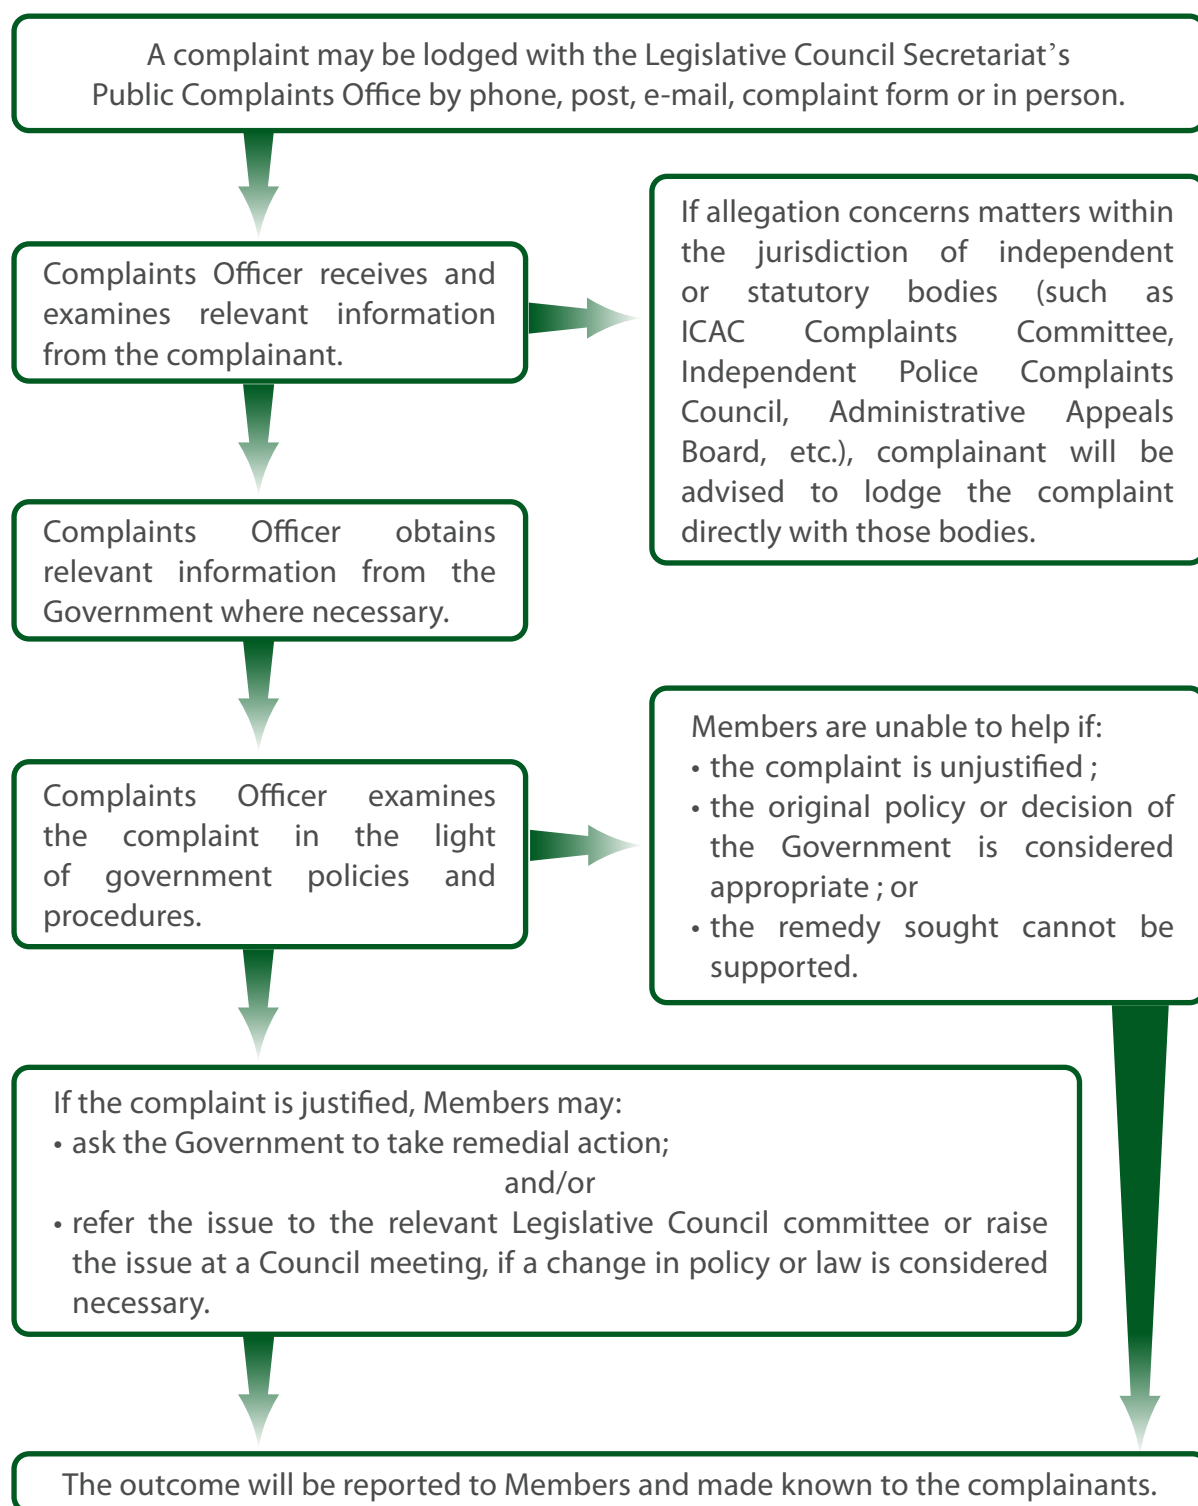 A complaint may be lodged with the Legislative Council Secretariat's
Public Complaints Office by phone, post, e-mail, complaint form or in person.
Complaints Officer receives and
examines relevant information
from the complainant.
If allegation concerns matters within
the jurisdiction of independent
or statutory bodies (such as
ICAC Complaints Committee,
Independent Police Complaints
Council, Administrative Appeals
Board, etc.), complainant will be
advised to lodge the complaint
directly with those bodies.
Complaints Officer obtains
relevant information from the
Government where necessary.
Complaints Officer examines
the complaint in the light
of government policies and
procedures.
Members are unable to help if:
• the complaint is unjustified ;
• the original policy or decision of
the Government is considered
appropriate ; or
• the remedy sought cannot be
supported.
If the complaint is justified, Members may:
• ask the Government to take remedial action;
and/or
• refer the issue to the relevant Legislative Council committee or raise
the issue at a Council meeting, if a change in policy or law is considered
necessary.
The outcome will be reported to Members and made known to the complainants.